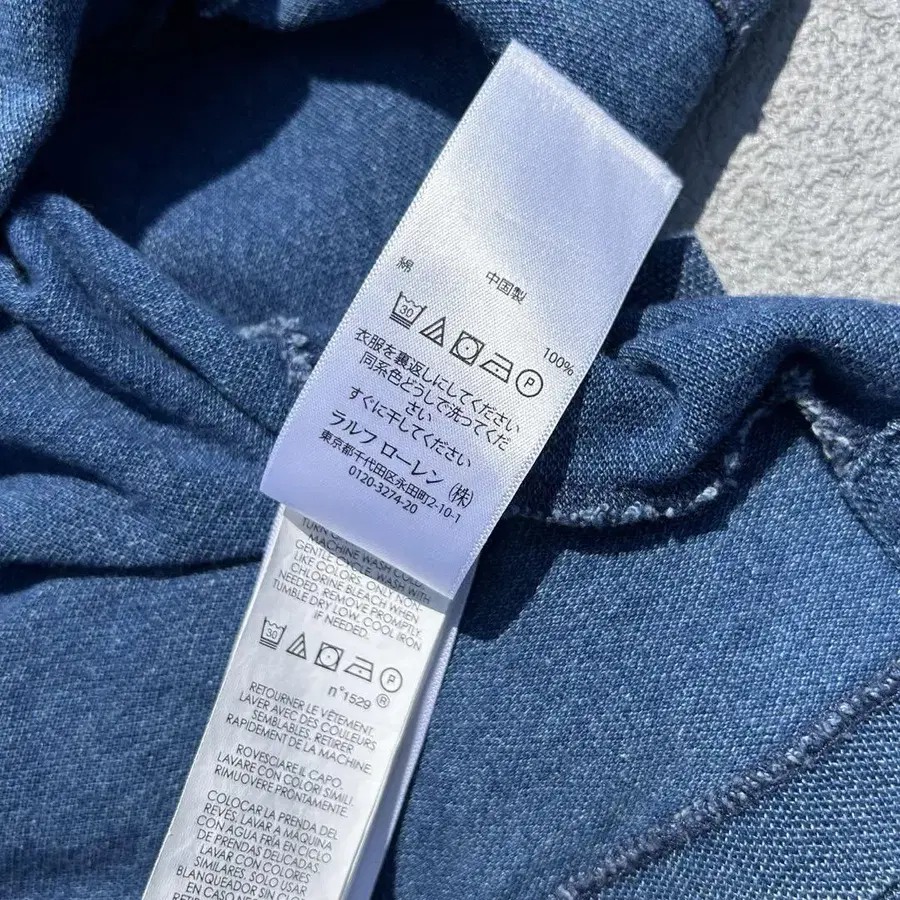 綿
100%
中国製
30
P
衣服を裏返しにしてください
同系色どうしで洗ってくだ
さい
すぐに干してください
ラルフ ローレン (株)
東京都千代田区永田町2-10-1
0120-3274-20
MACHINE WASH COLD,
GENTLE CYCLE, WASH WITH
LIKE COLORS. ONLY NON-
CHLORINE BLEACH WHEN
NEEDED. REMOVE PROMPTLY.
TUMBLE DRY LOW. COOL IRON
IF NEEDED.
30
P
n°1529 ®
RETOURNER LE VÊTEMENT.
LAVER AVEC DES COULEURS
SEMBLABLES. RETIRER
RAPIDEMENT DE LA MACHINE.
ROVESCIARE IL CAPO.
LAVARE CON COLORI SIMILI.
RIMUOVERE PRONTAMENTE.
COLOCAR LA PRENDA DEL
REVÉS. LAVAR A MÁQUINA
CON AGUA FRÍA EN CICLO
DE PRENDAS DELICADAS.
LAVAR CON COLORES
SIMILARES. SOLO USAR
BLANQUEADOR SIN CLORO
EN CASO NECES